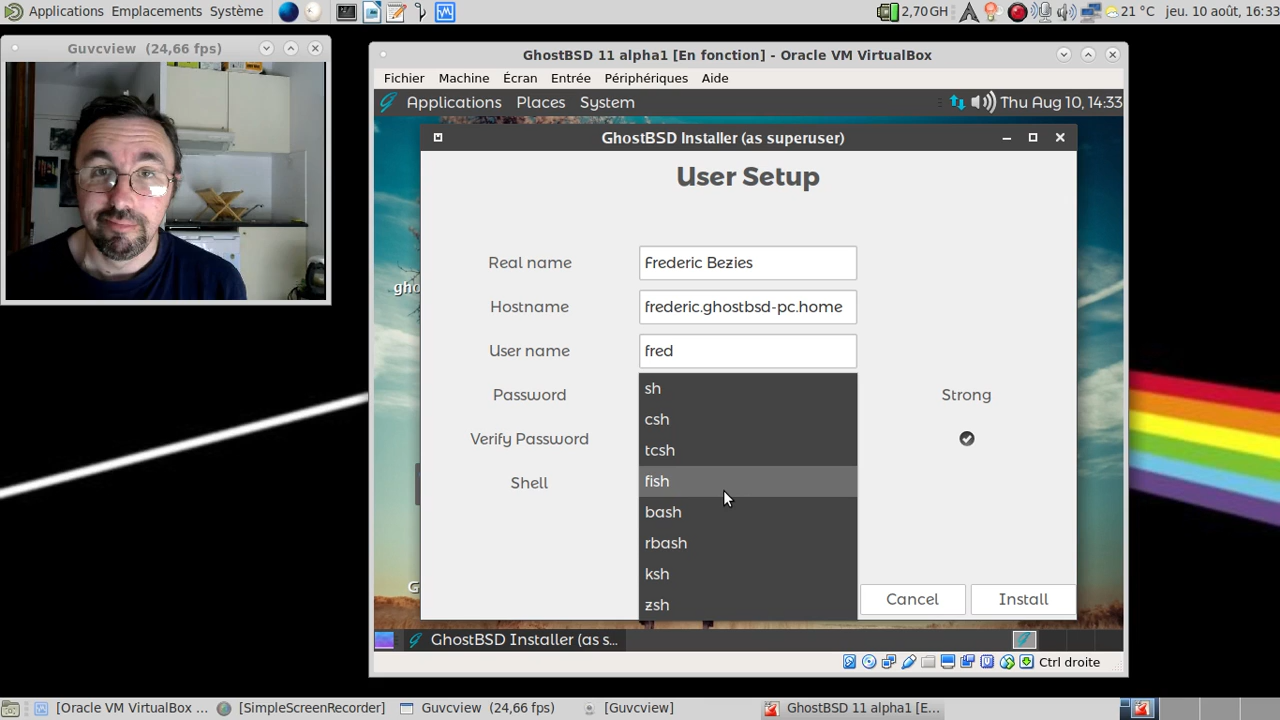 Applications Emplacements Système
2,70GH
21 °C jeu. 10 août, 16:33
Guvcview (24,66 fps)
GhostBSD 11 alpha1 [En fonction] - Oracle VM VirtualBox
Fichier Machine Écran Entrée Périphériques Aide
Applications Places System
Thu Aug 10, 14:33
GhostBSD Installer (as superuser)
User Setup
Real name
Frederic Bezies
Hostname
frederic.ghostbsd-pc.home
User name
fred
Password
Strong
Verify Password
Shell
sh
csh
tcsh
fish
bash
rbash
ksh
zsh
Cancel
Install
gho
G
GhostBSD Installer (as s...
Ctrl droite
[Oracle VM VirtualBox ...
[SimpleScreenRecorder]
Guvcview (24,66 fps)
[Guvcview]
GhostBSD 11 alpha1 [E...